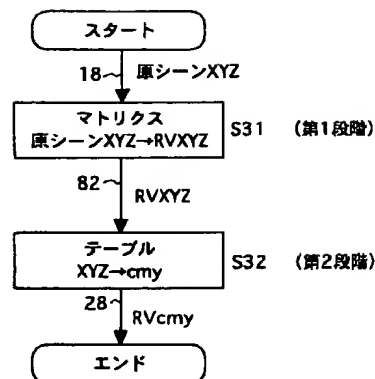 スタート
18 原シーンXYZ
マトリクス
原シーンXYZ→RVXYZ
S31 (第1段階)
82
RVXYZ
テーブル
XYZ→cmy
S32 (第2段階)
28
RVcmy
エンド